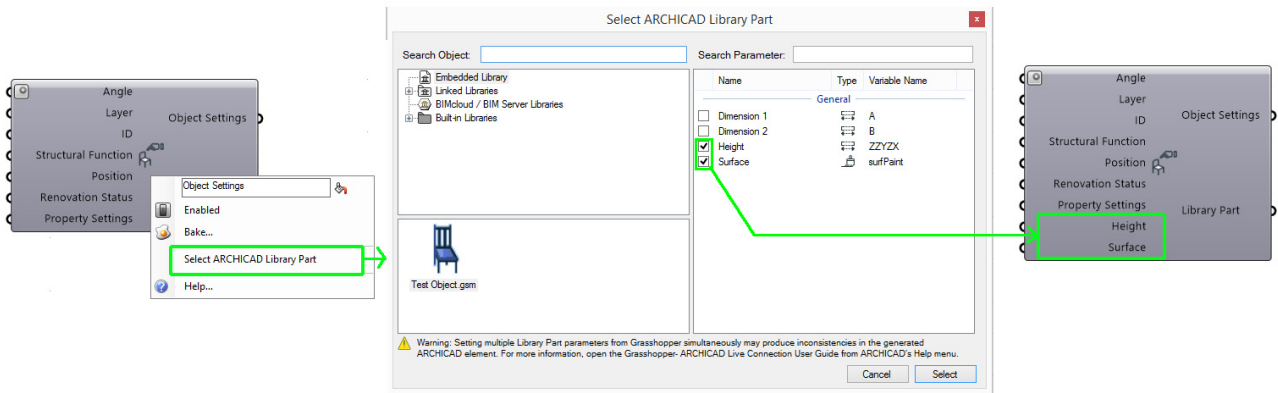 Angle
Layer
ID
Structural Function
Position
Renovation Status
Property Settings
Object Settings
Object Settings
Enabled
Bake...
Select ARCHICAD Library Part
Help...
Select ARCHICAD Library Part
x
Search Object:
Search Parameter:
Embedded Library
Linked Libraries
BIMcloud / BIM Server Libraries
Built-in Libraries
Test Object.gsm
Name Type Variable Name
General
Dimension 1 A
Dimension 2 B
Height ZZYZX
Surface surfPaint
Warning: Setting multiple Library Part parameters from Grasshopper simultaneously may produce inconsistencies in the generated
ARCHICAD element. For more information, open the Grasshopper- ARCHICAD Live Connection User Guide from ARCHICAD's Help menu.
Cancel Select
Angle
Layer
ID
Structural Function
Position
Renovation Status
Property Settings
Height
Surface
Object Settings
Library Part